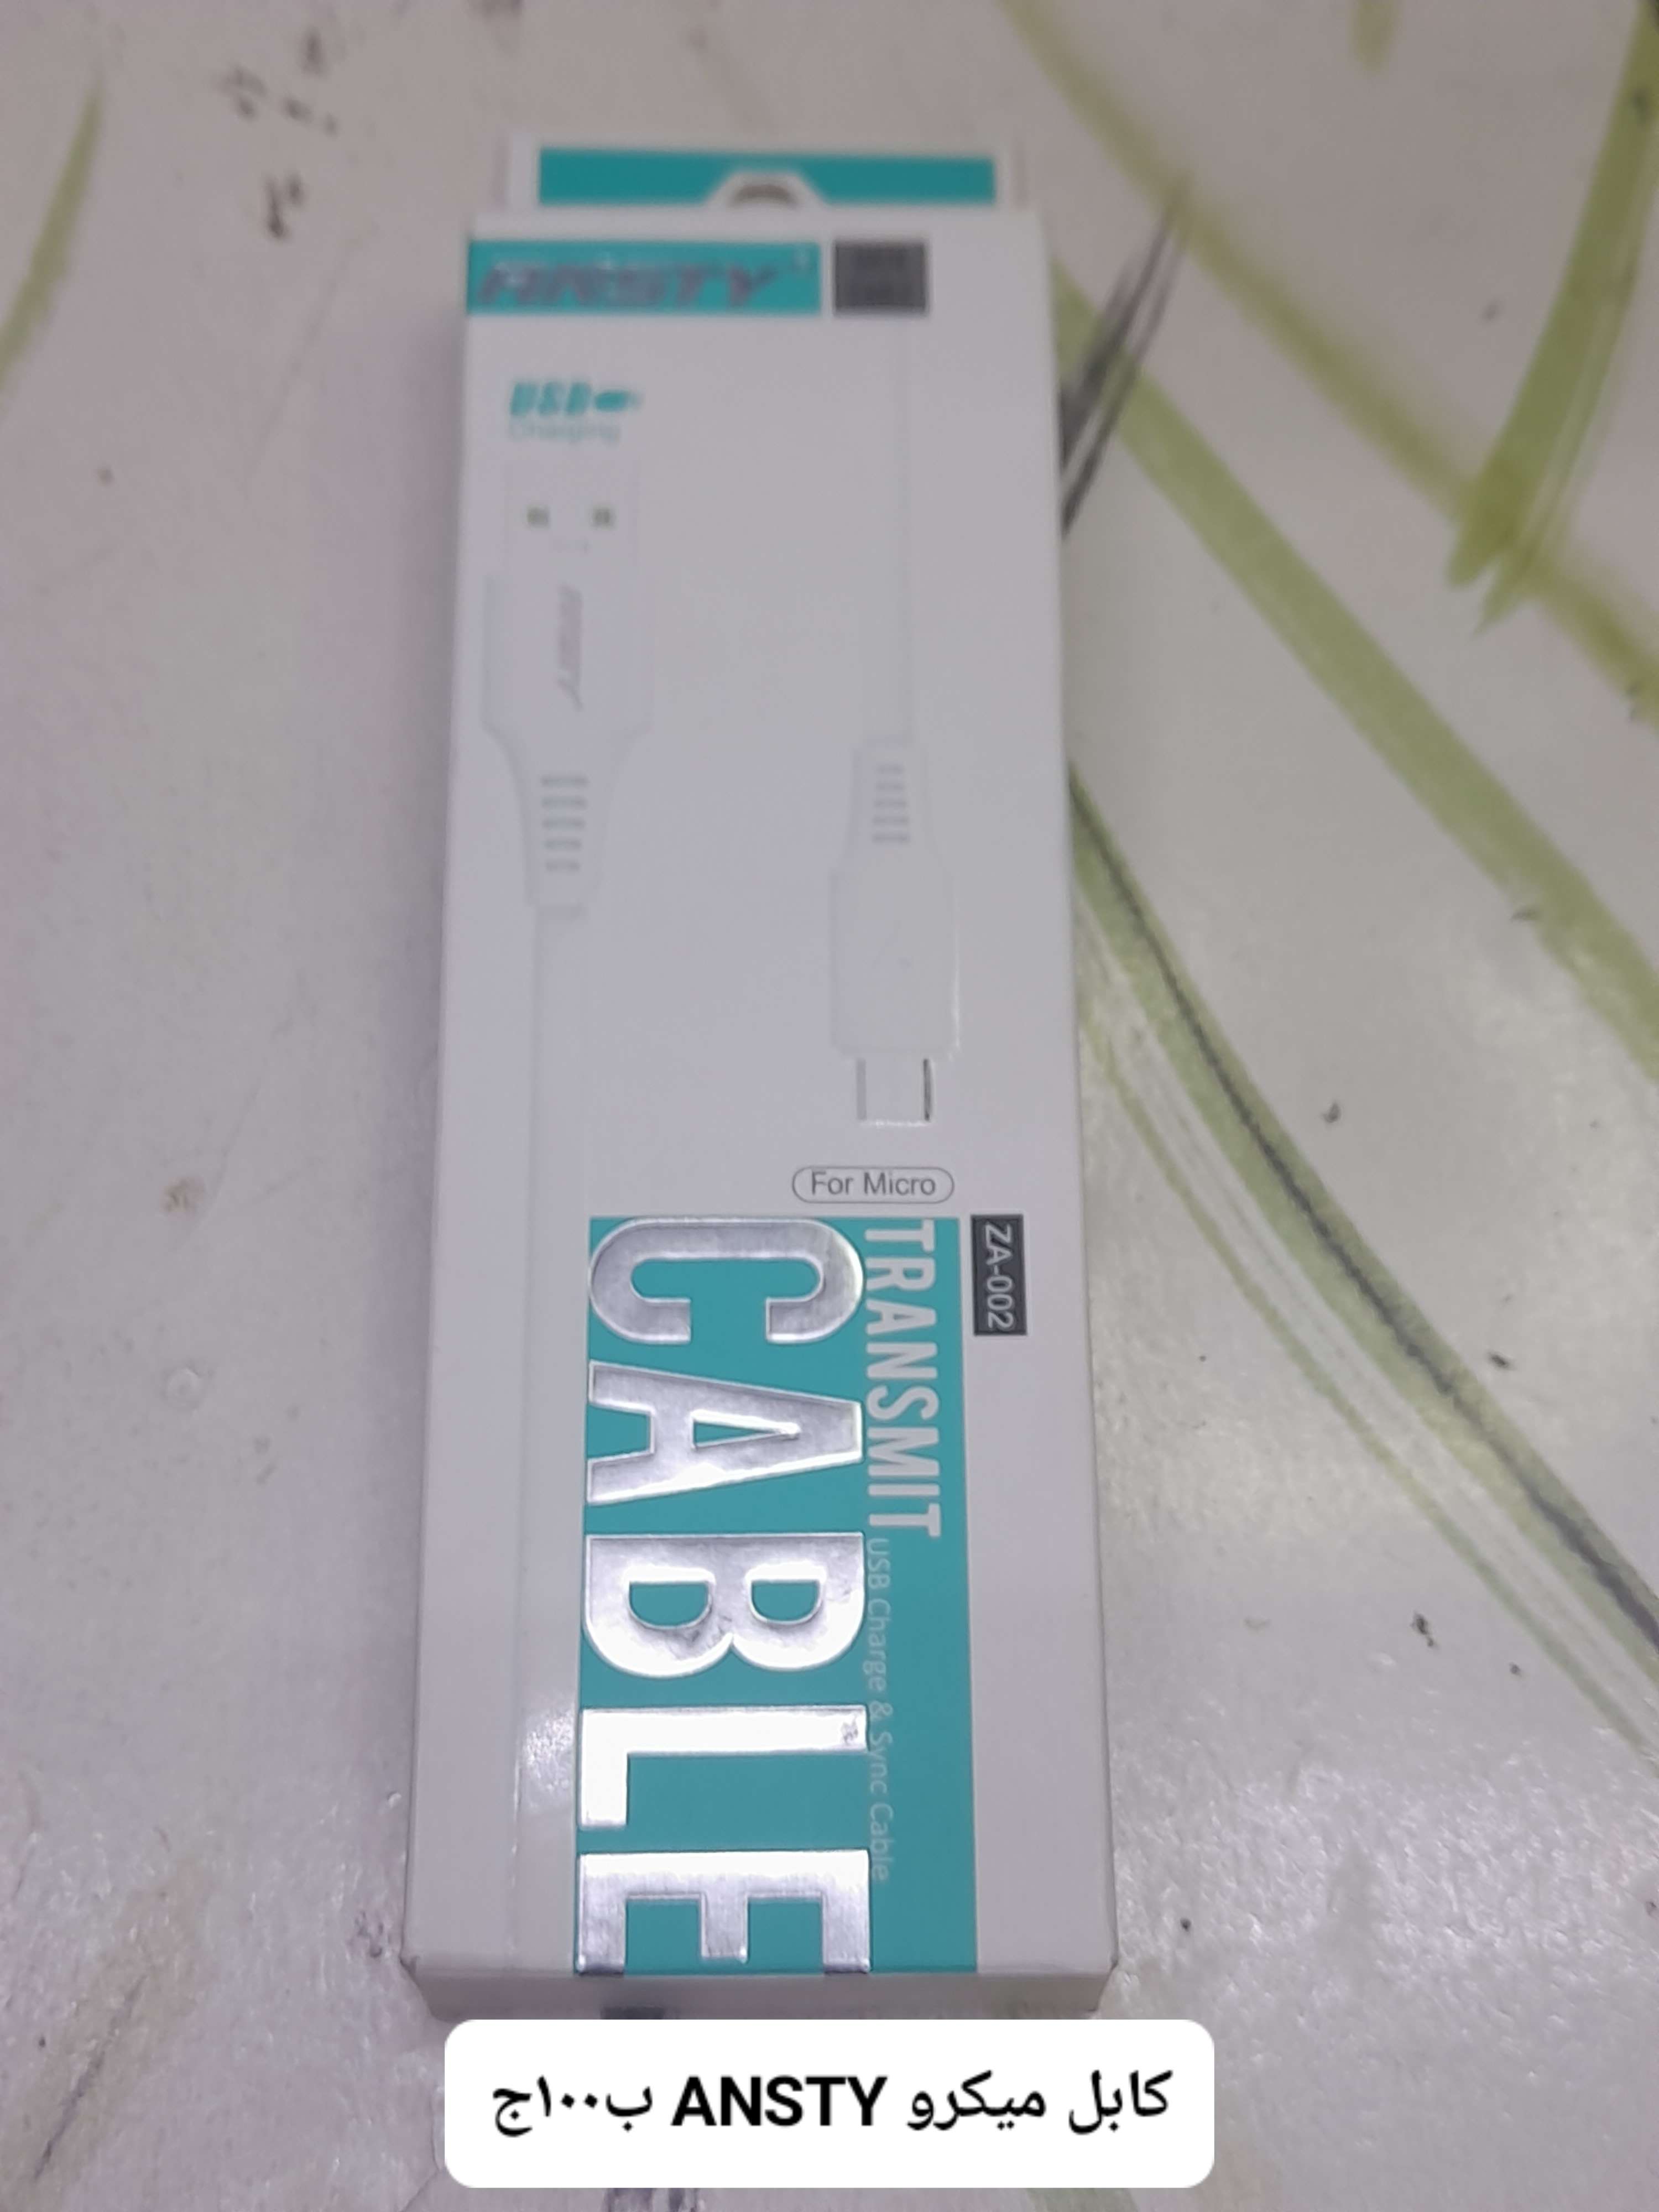 ANSTY
USB
Charging
ANSTY
For Micro
ZA-002
TRANSMIT
USB Charge & Sync Cable
CABLE
كابل ميكرو ANSTY ب١٠٠ج